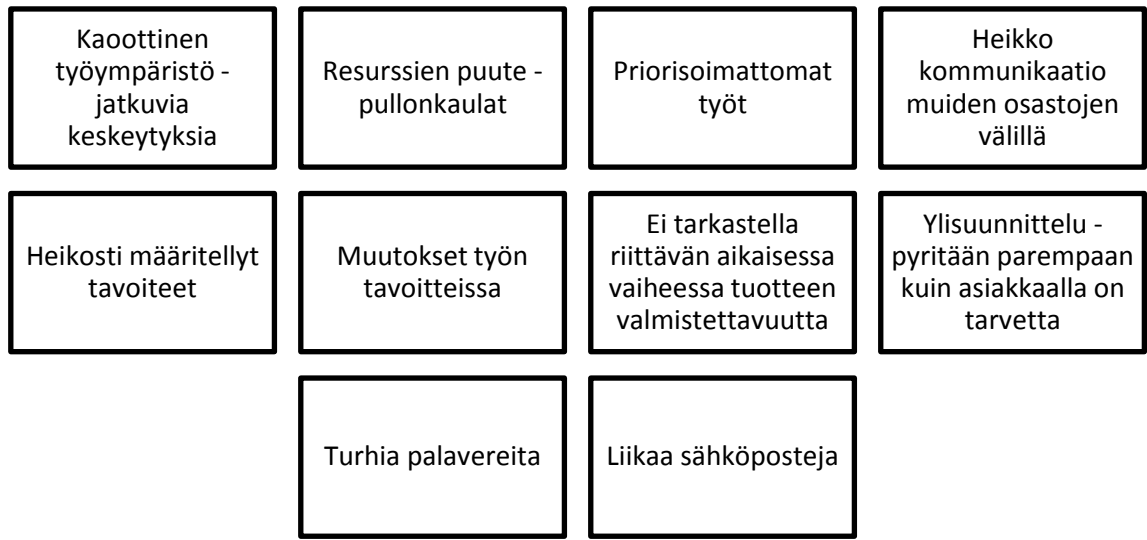 Kaoottinen
työympäristö -
jatkuvia
keskeytyksia
Resurssien puute -
pullonkaulat
Priorisoimattomat
työt
Heikko
kommunikaatio
muiden osastojen
välillä
Heikosti määritellyt
tavoiteet
Muutokset työn
tavoitteissa
Ei tarkastella
riittävän aikaisessa
vaiheessa tuotteen
valmistettavuutta
Ylisuunnittelu -
pyritään parempaan
kuin asiakkaalla on
tarvetta
Turhia palavereita
Liikaa sähköposteja